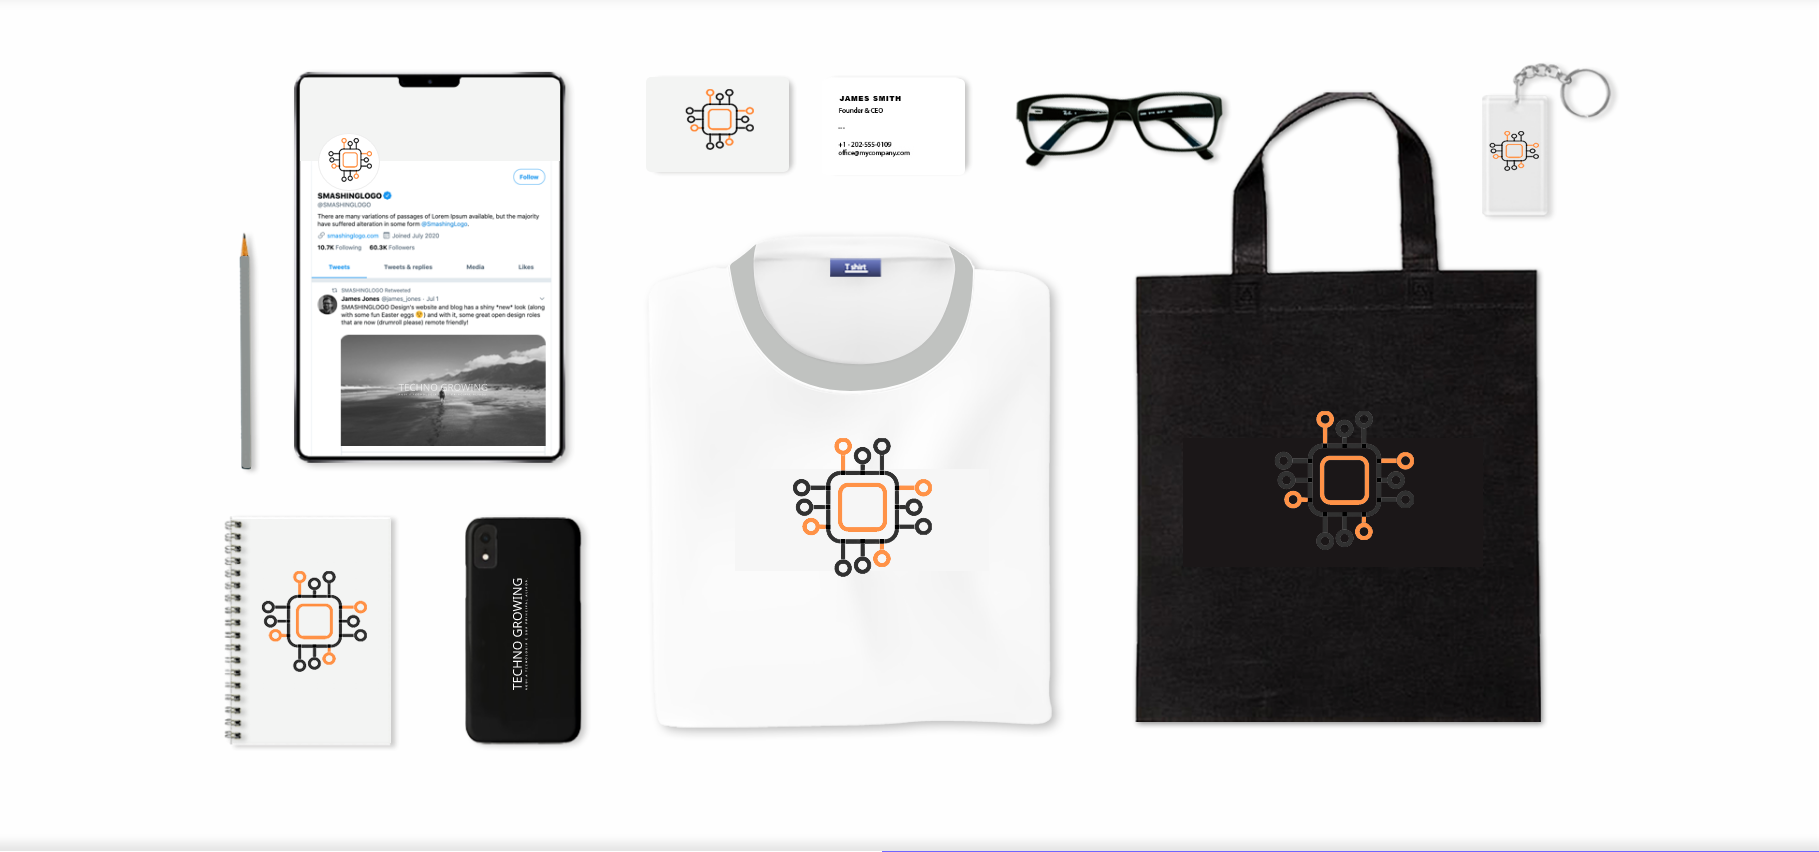 Follow
SMASHINGLOGO
@SMASHINGLOGO
There are many variations of passages of Lorem Ipsum available, but the majority
have suffered alteration in some form @SmashingLogo.
smashinglogo.com Joined July 2020
10.7K Following 60.3K Followers
Tweets Tweets & replies Media Likes
SMASHINGLOGO Retweeted
James Jones @james_jones · Jul 1
SMASHINGLOGO Design's website and blog has a shiny *new* look (along
with some fun Easter eggs 🙂) and with it, some great open design roles
that are now (drumroll please) remote friendly!
TECHNO GROWING
JAMES SMITH
Founder & CEO
---
+1 - 202-555-0109
office@mycompany.com
T shirt
TECHNO GROWING